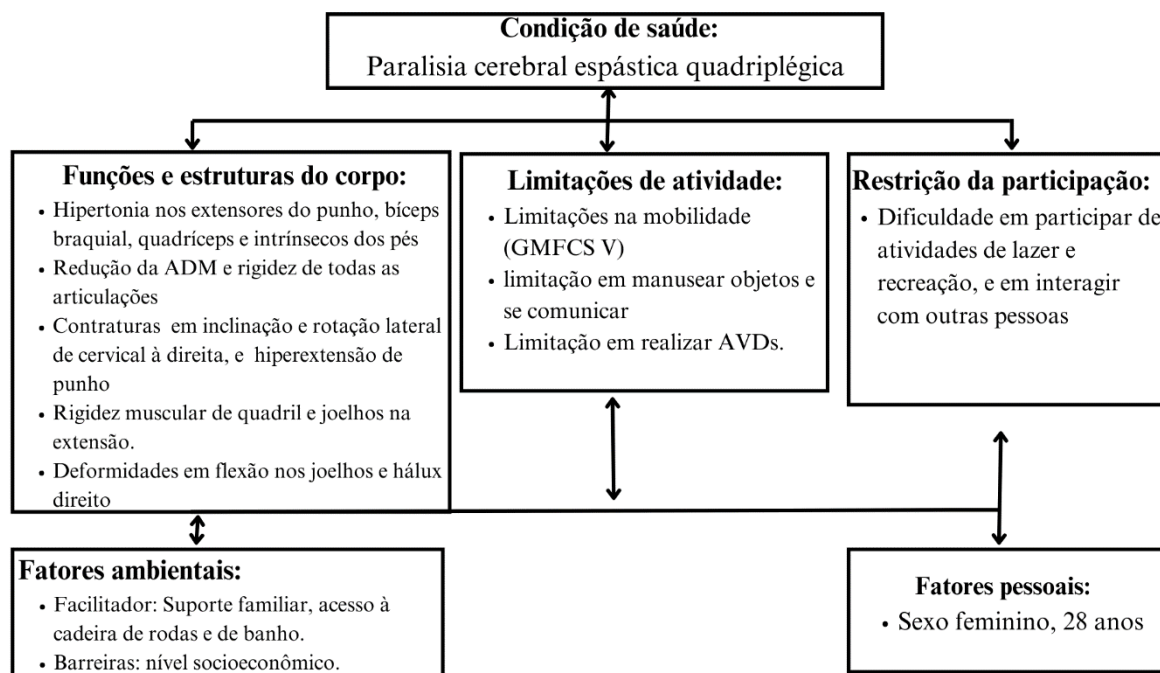 Condição de saúde:
Paralisia cerebral espástica quadriplégica
Funções e estruturas do corpo:
• Hipertonia nos extensores do punho, bíceps
braquial, quadríceps e intrínsecos dos pés
• Redução da ADM e rigidez de todas as
articulações
• Contraturas em inclinação e rotação lateral
de cervical à direita, e hiperextensão de
punho
• Rigidez muscular de quadril e joelhos na
extensão.
• Deformidades em flexão nos joelhos e hálux
direito
Limitações de atividade:
• Limitações na mobilidade
(GMFCS V)
• limitação em manusear objetos e
se comunicar
• Limitação em realizar AVDs.
Restrição da participação:
• Dificuldade em participar de
atividades de lazer e
recreação, e em interagir
com outras pessoas
Fatores ambientais:
• Facilitador: Suporte familiar, acesso à
cadeira de rodas e de banho.
• Barreiras: nível socioeconômico.
Fatores pessoais:
• Sexo feminino, 28 anos